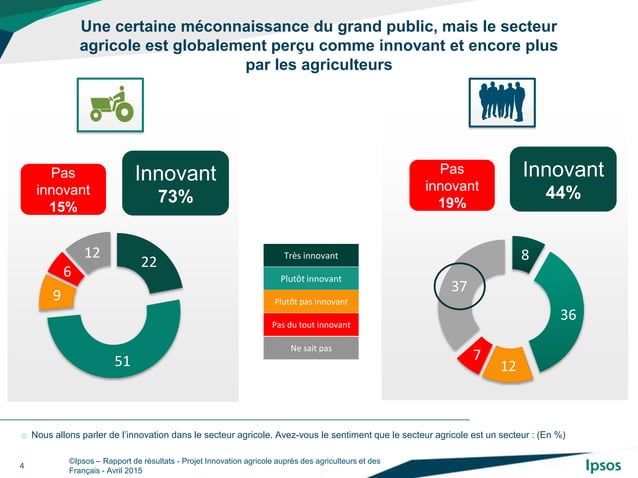 Une certaine méconnaissance du grand public, mais le secteur
agricole est globalement perçu comme innovant et encore plus
par les agriculteurs
Pas
innovant
15%
Innovant
73%
Pas
innovant
19%
Innovant
44%
12
22
6
9
51
Très innovant
Plutôt innovant
Plutôt pas innovant
Pas du tout innovant
Ne sait pas
8
37
36
7
12
Nous allons parler de l'innovation dans le secteur agricole. Avez-vous le sentiment que le secteur agricole est un secteur : (En %)
4
©Ipsos – Rapport de résultats - Projet Innovation agricole auprès des agriculteurs et des
Français - Avril 2015
Ipsos